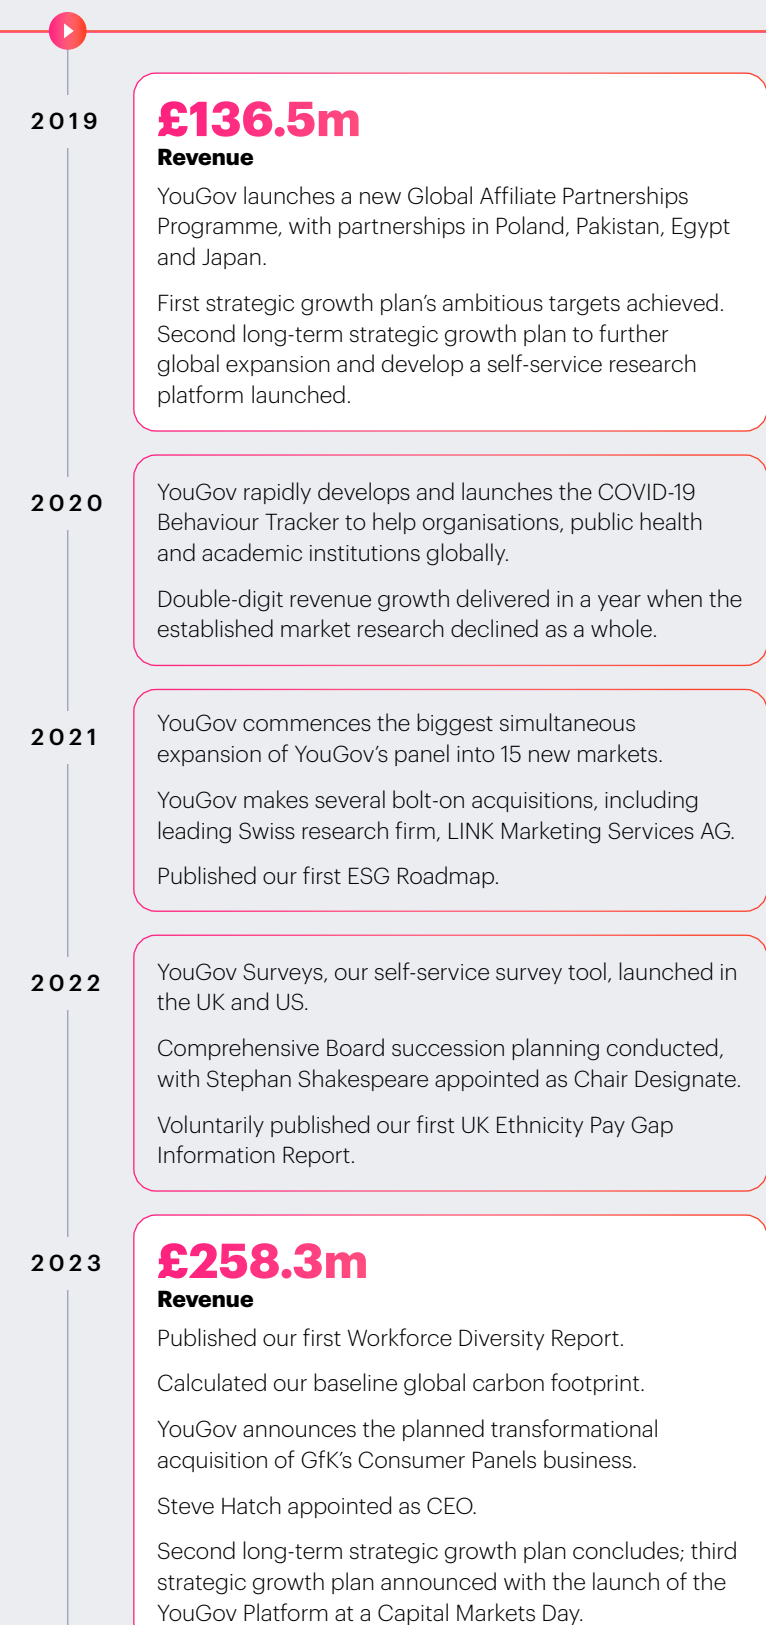 2019
£136.5m
Revenue
YouGov launches a new Global Affiliate Partnerships
Programme, with partnerships in Poland, Pakistan, Egypt
and Japan.
First strategic growth plan’s ambitious targets achieved.
Second long-term strategic growth plan to further
global expansion and develop a self-service research
platform launched.
2020
YouGov rapidly develops and launches the COVID-19
Behaviour Tracker to help organisations, public health
and academic institutions globally.
Double-digit revenue growth delivered in a year when the
established market research declined as a whole.
2021
YouGov commences the biggest simultaneous
expansion of YouGov’s panel into 15 new markets.
YouGov makes several bolt-on acquisitions, including
leading Swiss research firm, LINK Marketing Services AG.
Published our first ESG Roadmap.
2022
YouGov Surveys, our self-service survey tool, launched in
the UK and US.
Comprehensive Board succession planning conducted,
with Stephan Shakespeare appointed as Chair Designate.
Voluntarily published our first UK Ethnicity Pay Gap
Information Report.
2023
£258.3m
Revenue
Published our first Workforce Diversity Report.
Calculated our baseline global carbon footprint.
YouGov announces the planned transformational
acquisition of GfK’s Consumer Panels business.
Steve Hatch appointed as CEO.
Second long-term strategic growth plan concludes; third
strategic growth plan announced with the launch of the
YouGov Platform at a Capital Markets Day.